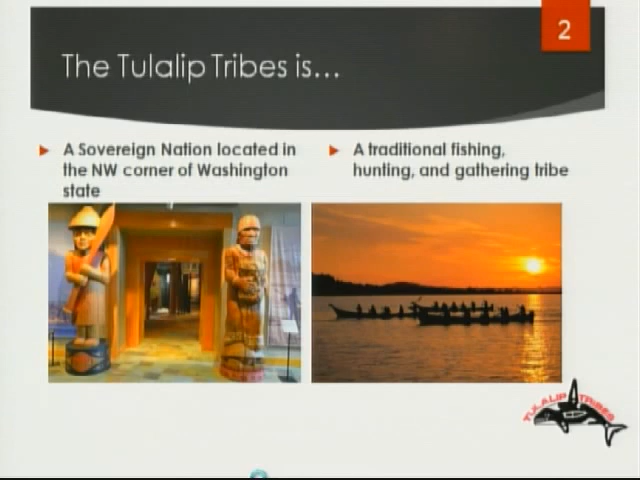 2
The Tulalip Tribes is...
A Sovereign Nation located in
the NW corner of Washington
state
A traditional fishing,
hunting, and gathering tribe
TULALIP TRIBES